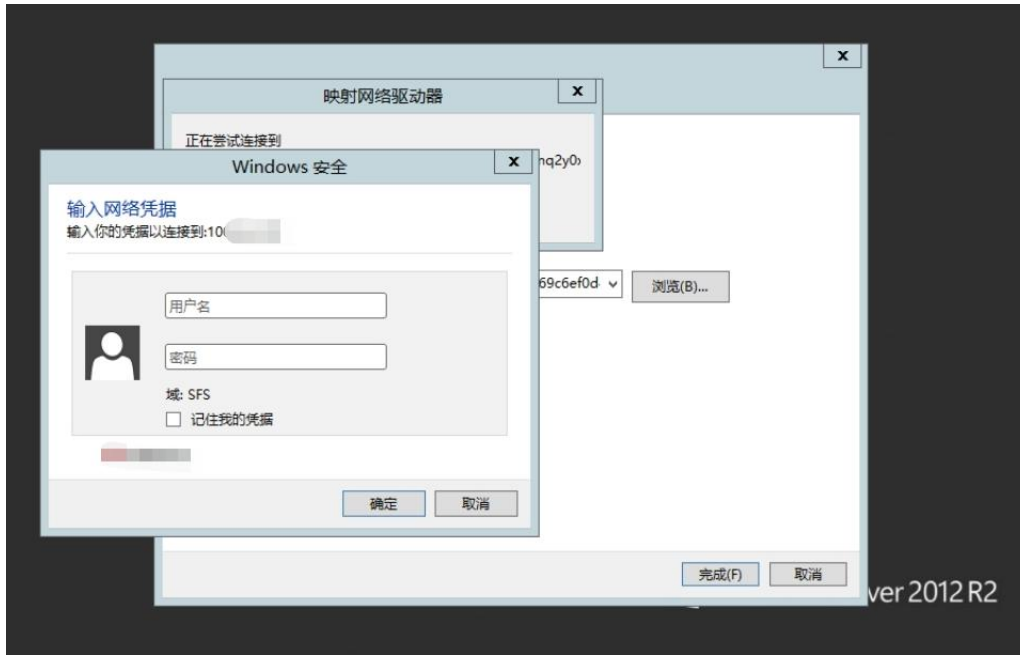 x
映射网络驱动器
x
正在尝试连接到
nq2y0
Windows 安全
x
输入网络凭据
输入你的凭据以连接到:10
用户名
密码
域: SFS
记住我的凭据
确定
取消
69c6ef0d
浏览(B)...
完成(F)
取消
ver 2012 R2